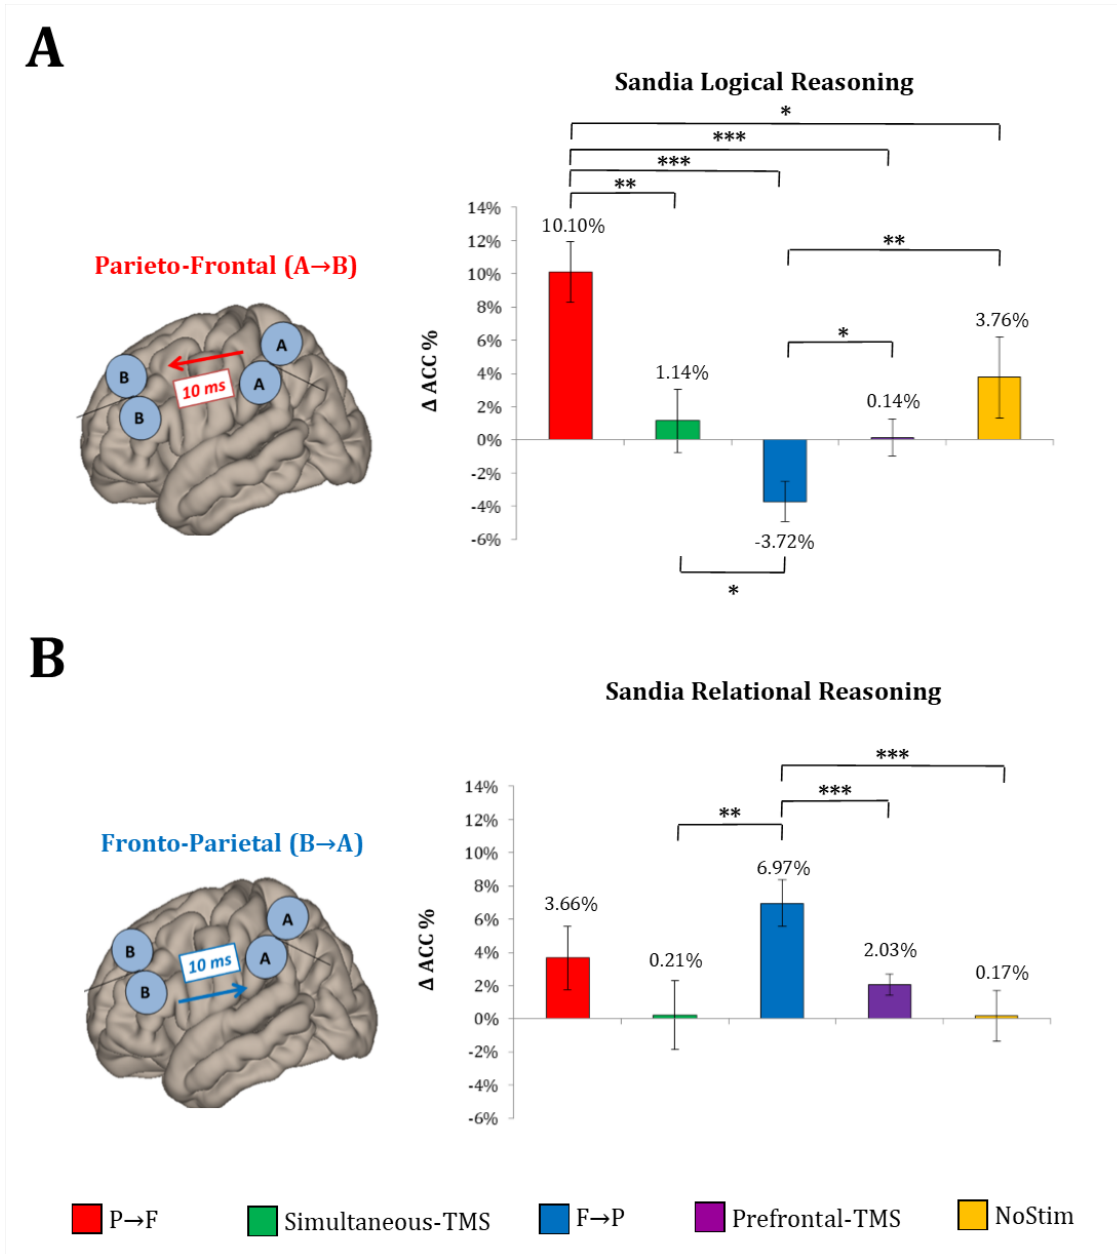 A
Sandia Logical Reasoning
*
***
***
**
14%
12%
10%
8%
6%
4%
2%
0%
-2%
-4%
-6%
Δ ACC %
10.10%
1.14%
-3.72%
0.14%
3.76%
**
*
*
Parieto-Frontal (A→B)
A
A
B
B
10 ms
B
Sandia Relational Reasoning
***
***
**
14%
12%
10%
8%
6%
4%
2%
0%
-2%
-4%
-6%
Δ ACC %
3.66%
0.21%
6.97%
2.03%
0.17%
Fronto-Parietal (B→A)
A
A
B
B
10 ms
P→F
Simultaneous-TMS
F→P
Prefrontal-TMS
NoStim